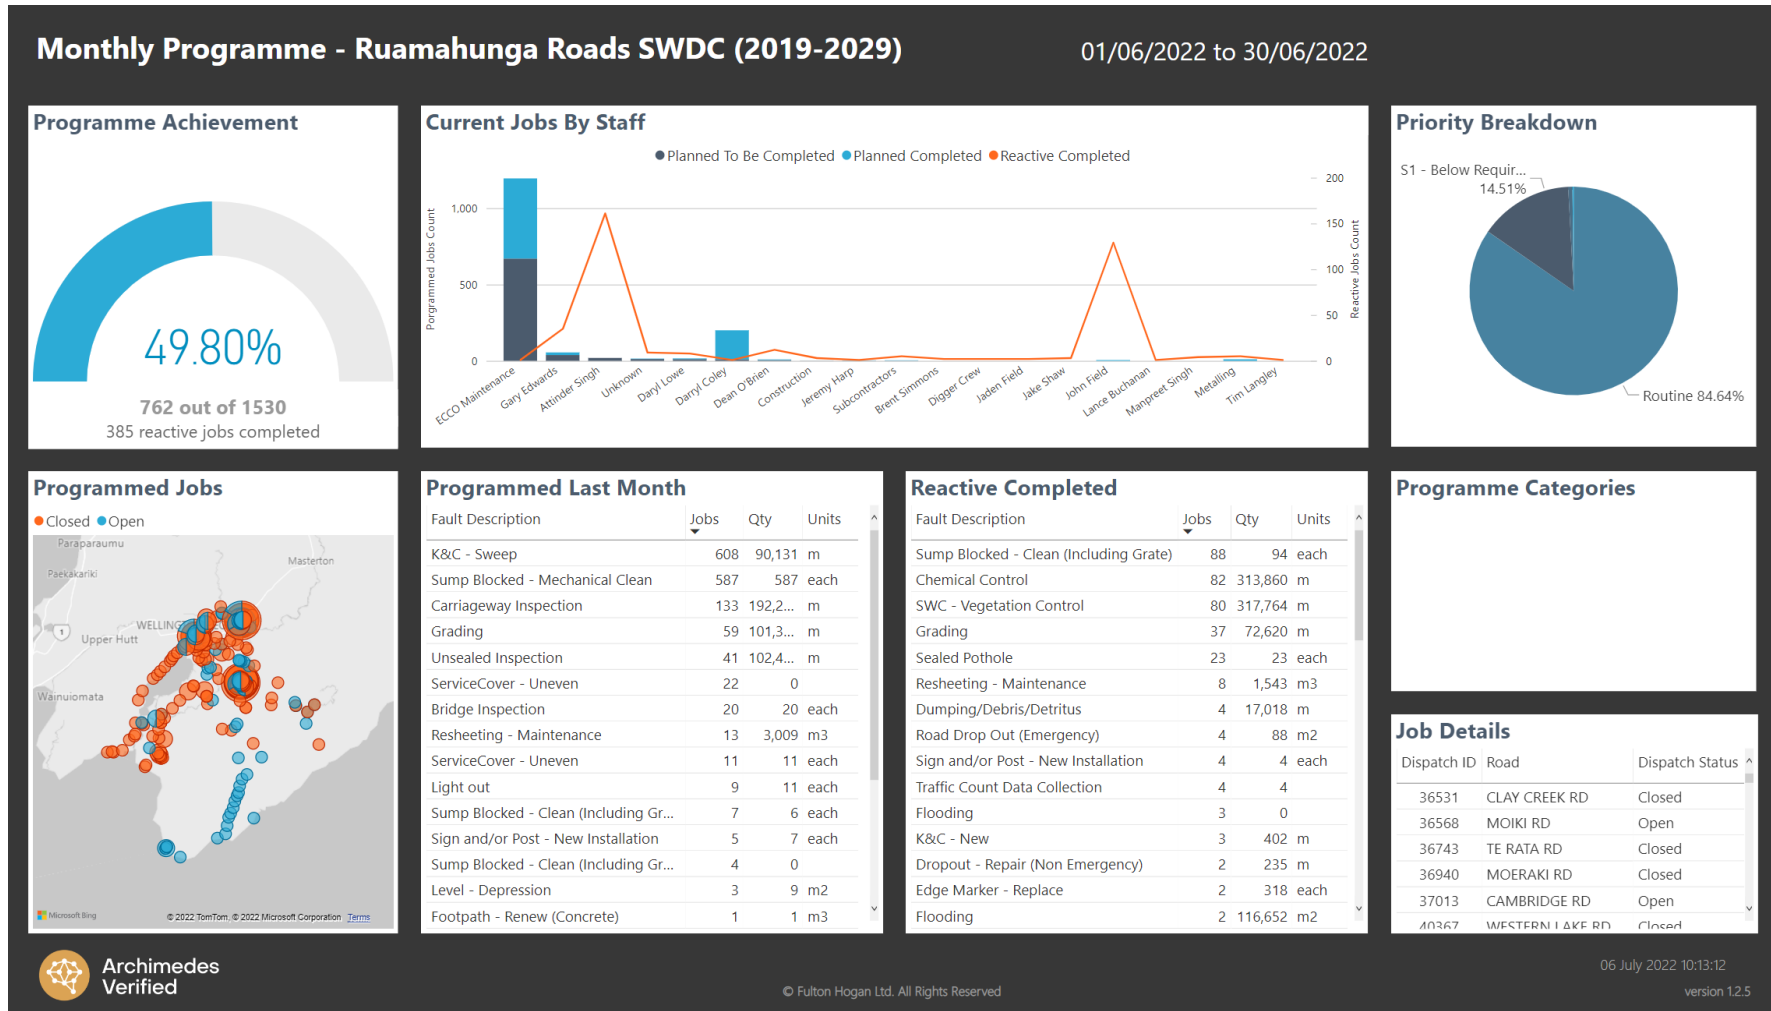 Monthly Programme - Ruamahunga Roads SWDC (2019-2029)
01/06/2022 to 30/06/2022
Programme Achievement
49.80%
762 out of 1530
385 reactive jobs completed
Current Jobs By Staff
Planned To Be Completed Planned Completed Reactive Completed
Porgrammed Jobs Count
1,000
500
0
200
150
100
50
0
Reactive Jobs Count
ECCO Maintenance
Gary Edwards
Attinder Singh
Unknown
Daryl Lowe
Darryl Coley
Dean O'Brien
Construction
Jeremy Harp
Subcontractors
Brent Simmons
Digger Crew
Jaden Field
Jake Shaw
John Field
Lance Buchanan
Manpreet Singh
Metalling
Tim Langley
Priority Breakdown
S1 - Below Requir...
14.51%
Routine 84.64%
Programmed Jobs
Closed Open
Paraparaumu
Masterton
Paekakariki
WELLING
1
Upper Hutt
Wainuiomata
Microsoft Bing
© 2022 TomTom, © 2022 Microsoft Corporation Terms
Programmed Last Month
Fault Description Jobs Qty Units
K&C - Sweep 608 90,131 m
Sump Blocked - Mechanical Clean 587 587 each
Carriageway Inspection 133 192,2... m
Grading 59 101,3... m
Unsealed Inspection 41 102,4... m
ServiceCover - Uneven 22 0
Bridge Inspection 20 20 each
Resheeting - Maintenance 13 3,009 m3
ServiceCover - Uneven 11 11 each
Light out 9 11 each
Sump Blocked - Clean (Including Gr... 7 6 each
Sign and/or Post - New Installation 5 7 each
Sump Blocked - Clean (Including Gr... 4 0
Level - Depression 3 9 m2
Footpath - Renew (Concrete) 1 1 m3
Reactive Completed
Fault Description Jobs Qty Units
Sump Blocked - Clean (Including Grate) 88 94 each
Chemical Control 82 313,860 m
SWC - Vegetation Control 80 317,764 m
Grading 37 72,620 m
Sealed Pothole 23 23 each
Resheeting - Maintenance 8 1,543 m3
Dumping/Debris/Detritus 4 17,018 m
Road Drop Out (Emergency) 4 88 m2
Sign and/or Post - New Installation 4 4 each
Traffic Count Data Collection 4 4
Flooding 3 0
K&C - New 3 402 m
Dropout - Repair (Non Emergency) 2 235 m
Edge Marker - Replace 2 318 each
Flooding 2 116,652 m2
Programme Categories
Job Details
Dispatch ID Road Dispatch Status
36531 CLAY CREEK RD Closed
36568 MOIKI RD Open
36743 TE RATA RD Closed
36940 MOERAKI RD Closed
37013 CAMBRIDGE RD Open
40367 WESTERN LAKE RD Closed
Archimedes
Verified
© Fulton Hogan Ltd. All Rights Reserved
06 July 2022 10:13:12
version 1.2.5